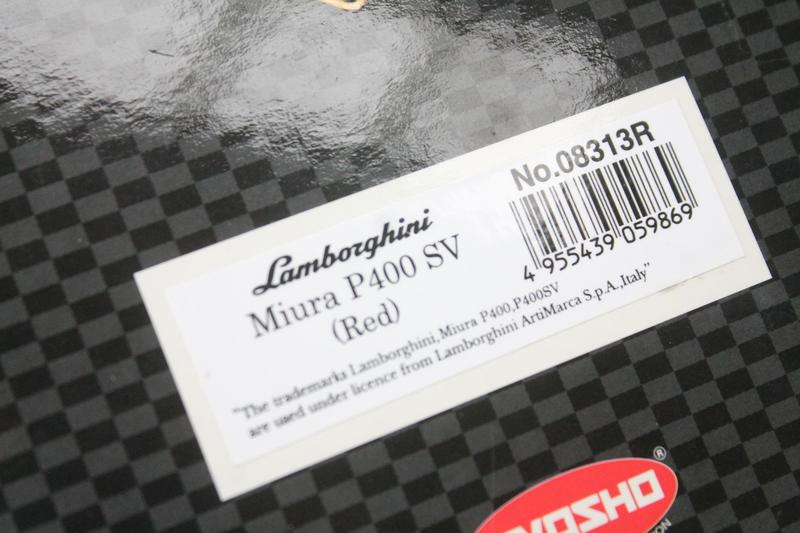 No.08313R
4 955439 059869
Lamborghini
Miura P400 SV
(Red)
"The trademarks Lamborghini, Miura P400,P400SV
are used under licence from Lamborghini ArtiMarca S.p.A.,Italy"
YOSHO
®